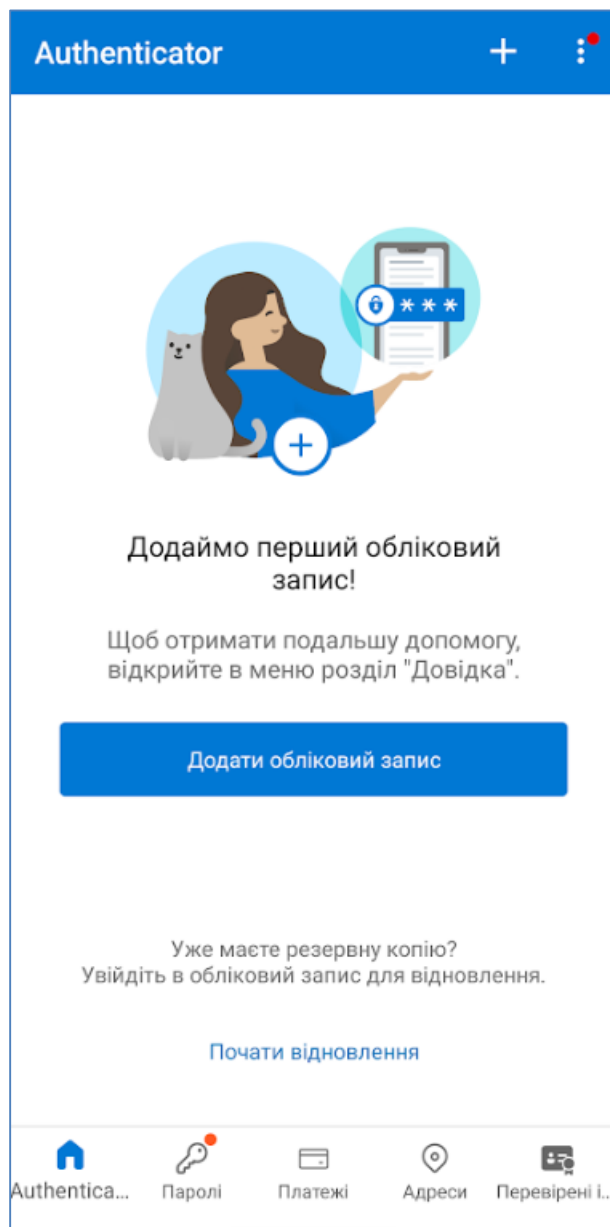 Authenticator
* * *
Додаймо перший обліковий
запис!
Щоб отримати подальшу допомогу,
відкрийте в меню розділ "Довідка".
Додати обліковий запис
Уже маєте резервну копію?
Увійдіть в обліковий запис для відновлення.
Почати відновлення
Authentica... Паролі Платежі Адреси Перевірені і...